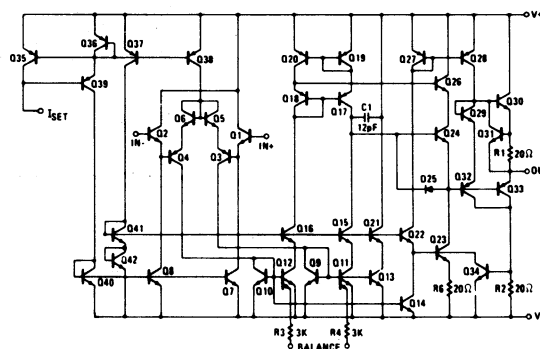 V+
Q36
Q37
Q35
Q38
Q39
ISET
Q20
Q19
Q27
Q28
Q26
Q18
Q17
C1
12pF
Q29
Q30
Q31
Q24
R1
20Ω
OU
Q6
Q5
Q2
Q1
IN-
IN+
Q4
Q3
D25
Q32
Q33
Q41
Q42
Q16
Q15
Q21
Q22
Q23
Q34
Q40
Q8
Q7
Q10
Q12
Q9
Q11
Q13
Q14
R6
20Ω
R2
20Ω
V
R3
3K
R4
3K
BALANCE